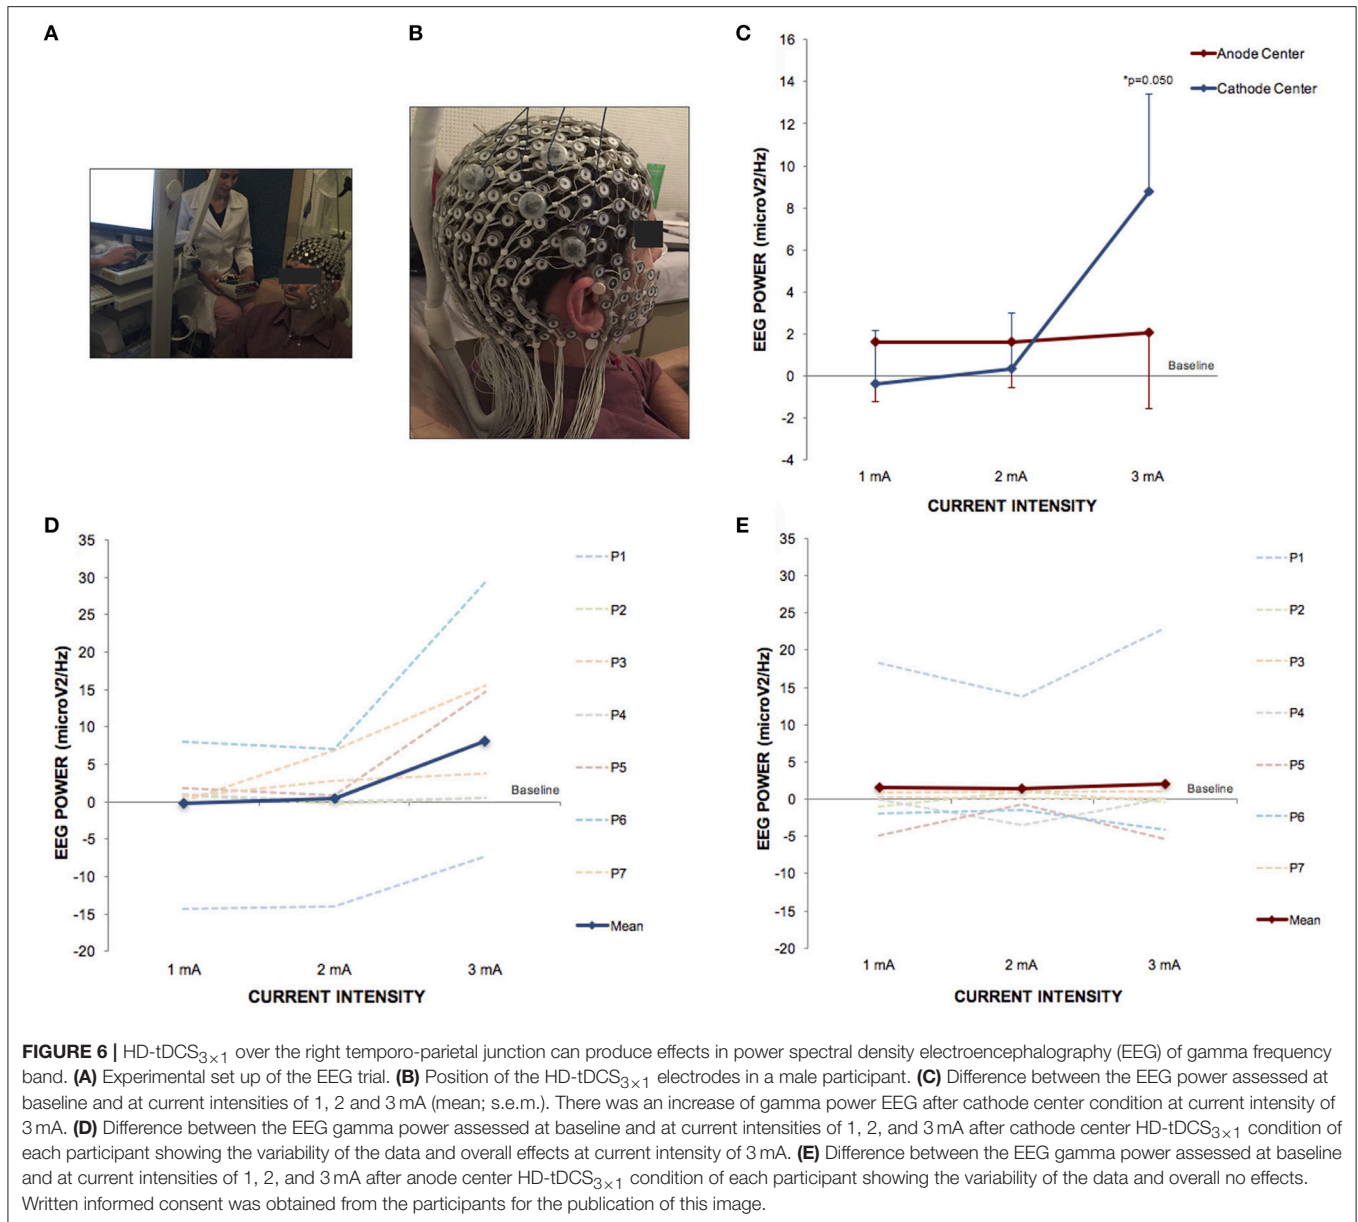 A
B
C
16
14
12
10
8
6
4
2
0
-2
-4
EEG POWER (microV2/Hz)
Anode Center
Cathode Center
*p=0.050
Baseline
1 mA
2 mA
3 mA
CURRENT INTENSITY
D
35
30
25
20
15
10
5
0
-5
-10
-15
-20
EEG POWER (microV2/Hz)
P1
P2
P3
P4
P5
P6
P7
Mean
Baseline
1 mA
2 mA
3 mA
CURRENT INTENSITY
E
35
30
25
20
15
10
5
0
-5
-10
-15
-20
EEG POWER (microV2/Hz)
P1
P2
P3
P4
P5
P6
P7
Mean
Baseline
1 mA
2 mA
3 mA
CURRENT INTENSITY
FIGURE 6 | HD-tDCS3×1 over the right temporo-parietal junction can produce effects in power spectral density electroencephalography (EEG) of gamma frequency
band. (A) Experimental set up of the EEG trial. (B) Position of the HD-tDCS3×1 electrodes in a male participant. (C) Difference between the EEG power assessed at
baseline and at current intensities of 1, 2 and 3 mA (mean; s.e.m.). There was an increase of gamma power EEG after cathode center condition at current intensity of
3 mA. (D) Difference between the EEG gamma power assessed at baseline and at current intensities of 1, 2, and 3 mA after cathode center HD-tDCS3×1 condition of
each participant showing the variability of the data and overall effects at current intensity of 3 mA. (E) Difference between the EEG gamma power assessed at baseline
and at current intensities of 1, 2, and 3 mA after anode center HD-tDCS3×1 condition of each participant showing the variability of the data and overall no effects.
Written informed consent was obtained from the participants for the publication of this image.